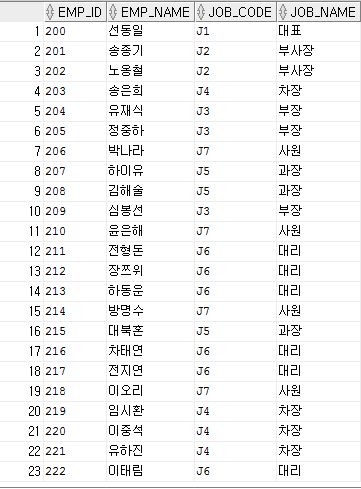 EMP_ID EMP_NAME JOB_CODE JOB_NAME
1 200 선동일 J1 대표
2 201 송종기 J2 부사장
3 202 노옹철 J2 부사장
4 203 송은희 J4 차장
5 204 유재식 J3 부장
6 205 정중하 J3 부장
7 206 박나라 J7 사원
8 207 하이유 J5 과장
9 208 김해술 J5 과장
10 209 심봉선 J3 부장
11 210 윤은해 J7 사원
12 211 전형돈 J6 대리
13 212 장쯔위 J6 대리
14 213 하동운 J6 대리
15 214 방명수 J7 사원
16 215 대북혼 J5 과장
17 216 차태연 J6 대리
18 217 전지연 J6 대리
19 218 이오리 J7 사원
20 219 임시환 J4 차장
21 220 이중석 J4 차장
22 221 유하진 J4 차장
23 222 이태림 J6 대리